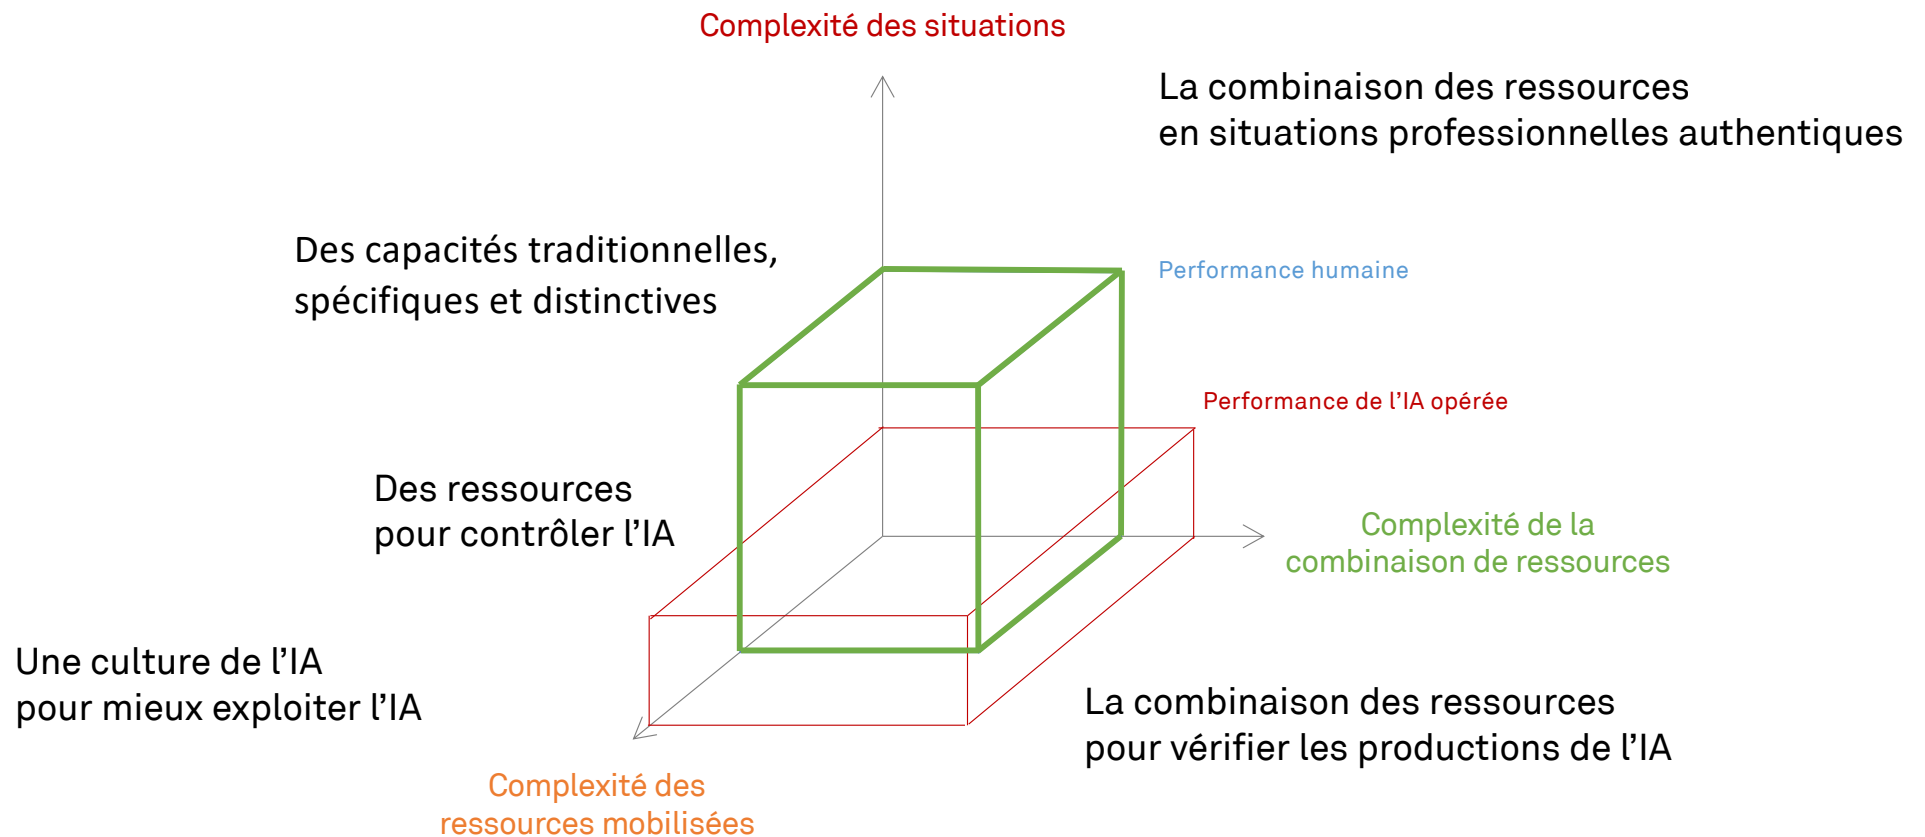 Complexité des situations
La combinaison des ressources
en situations professionnelles authentiques
Des capacités traditionnelles,
spécifiques et distinctives
Performance humaine
Performance de l’IA opérée
Des ressources
pour contrôler l’IA
Complexité de la
combinaison de ressources
Une culture de l’IA
pour mieux exploiter l’IA
La combinaison des ressources
pour vérifier les productions de l’IA
Complexité des
ressources mobilisées